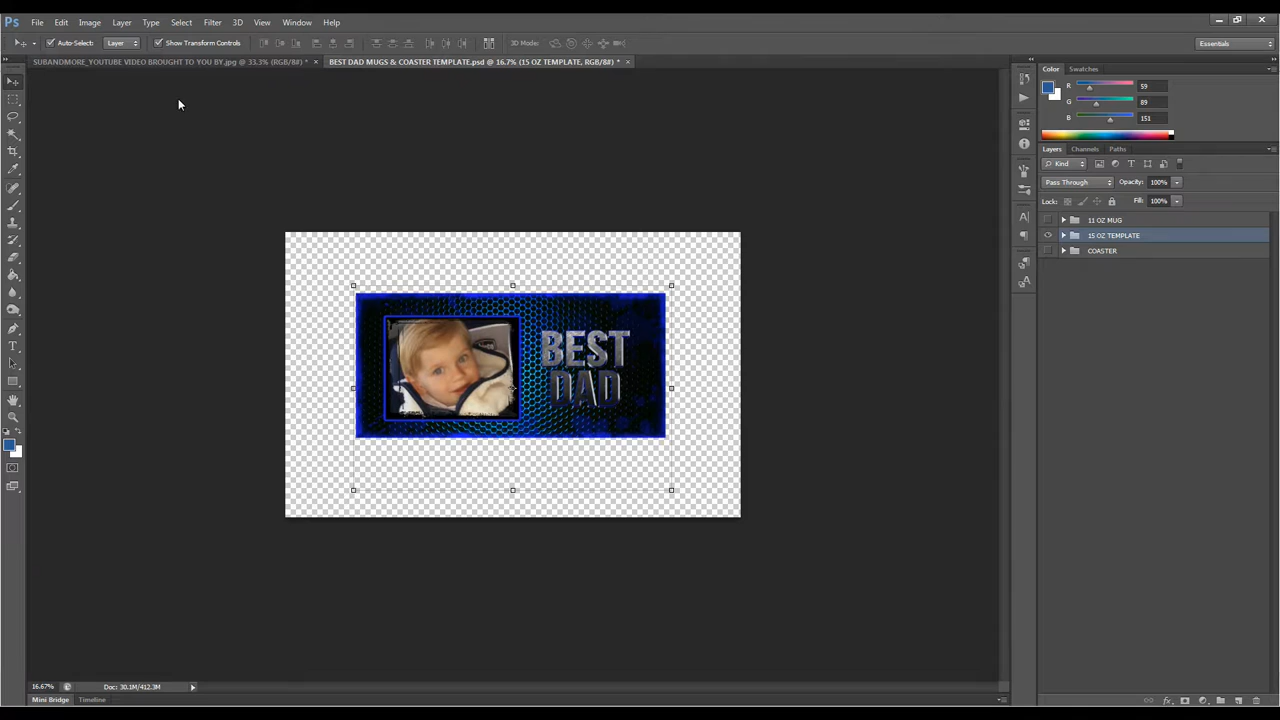 Ps File Edit Image Layer Type Select Filter 3D View Window Help
Auto-Select: Layer Show Transform Controls 3D Mode: Essentials
SUBANDMORE_YOUTUBE VIDEO BROUGHT TO YOU BY.jpg @ 33.3% (RGB/8#) * × BEST DAD MUGS & COASTER TEMPLATE.psd @ 16.7% (15 OZ TEMPLATE, RGB/8#) * ×
Color Swatches
R 59
G 89
B 151
Layers Channels Paths
Kind
Pass Through Opacity: 100%
Lock: Fill: 100%
11 OZ MUG
15 OZ TEMPLATE
COASTER
BEST
DAD
16.67% Doc: 30.1M/412.3M
Mini Bridge Timeline